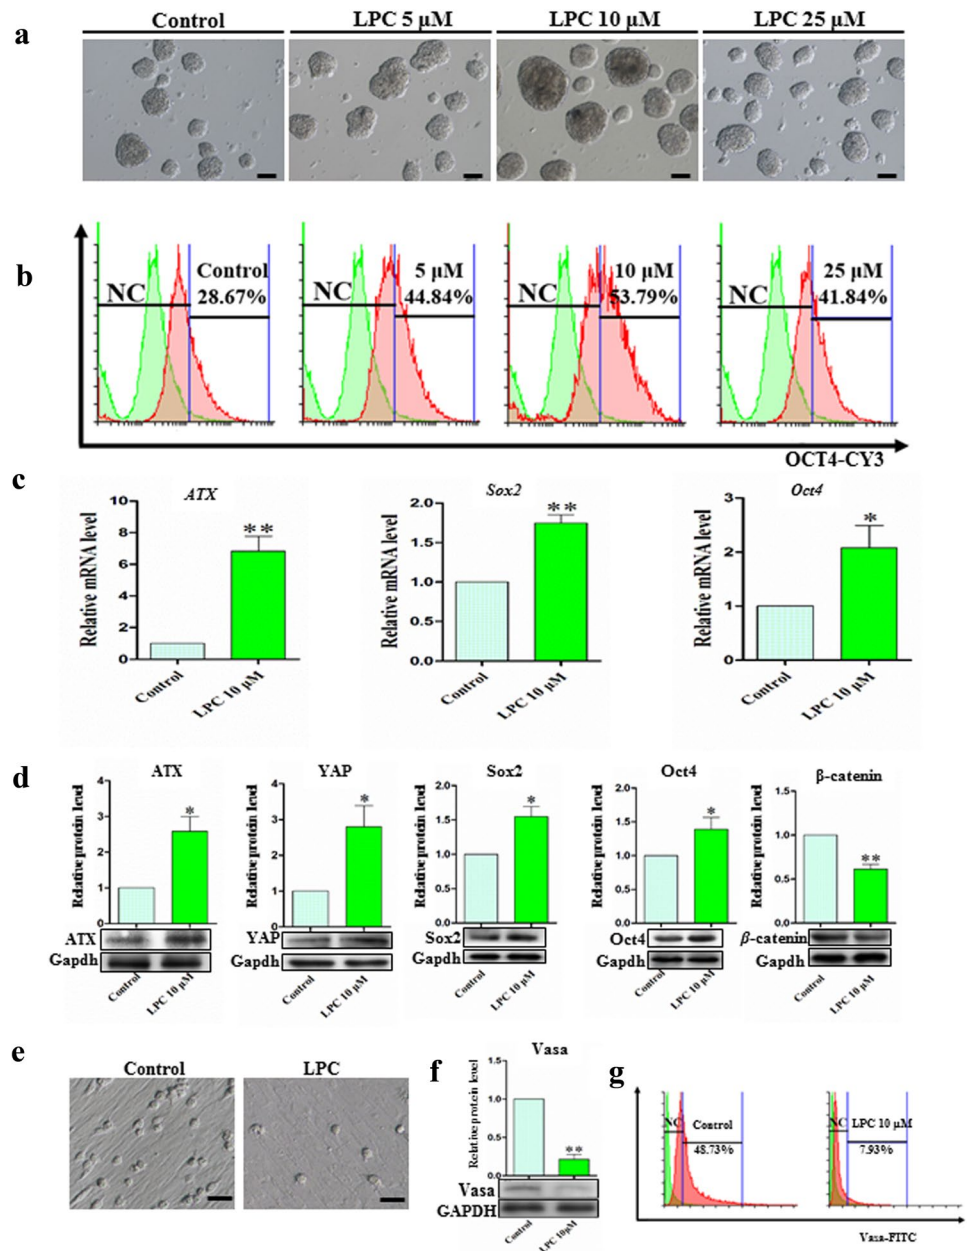 a
Control
LPC 5 µM
LPC 10 µM
LPC 25 µM
b
NC
Control
28.67%
NC
5 µM
44.84%
NC
10 µM
53.79%
NC
25 µM
41.84%
OCT4-CY3
c
ATX
Relative mRNA level
10
8
6
4
2
0
**
Control
LPC 10 µM
Sox2
Relative mRNA level
2.0
1.5
1.0
0.5
0.0
**
Control
LPC 10 µM
Oct4
Relative mRNA level
3
2
1
0
*
Control
LPC 10 µM
d
ATX
Relative protein level
4
3
2
1
0
*
ATX
Gapdh
Control
LPC 10 µM
YAP
Relative protein level
4
3
2
1
0
*
YAP
Gapdh
Control
LPC 10 µM
Sox2
Relative protein level
2.0
1.5
1.0
0.5
0.0
*
Sox2
Gapdh
Control
LPC 10 µM
Oct4
Relative protein level
2.0
1.5
1.0
0.5
0.0
*
Oct4
Gapdh
Control
LPC 10 µM
β-catenin
Relative protein level
1.5
1.0
0.5
0.0
**
β-catenin
Gapdh
Control
LPC 10 µM
e
Control
LPC
f
Vasa
Relative protein level
1.5
1.0
0.5
0.0
**
Vasa
GAPDH
Control
LPC 10µM
g
NC
Control
48.73%
NC
LPC 10 µM
7.93%
Vasa-FITC